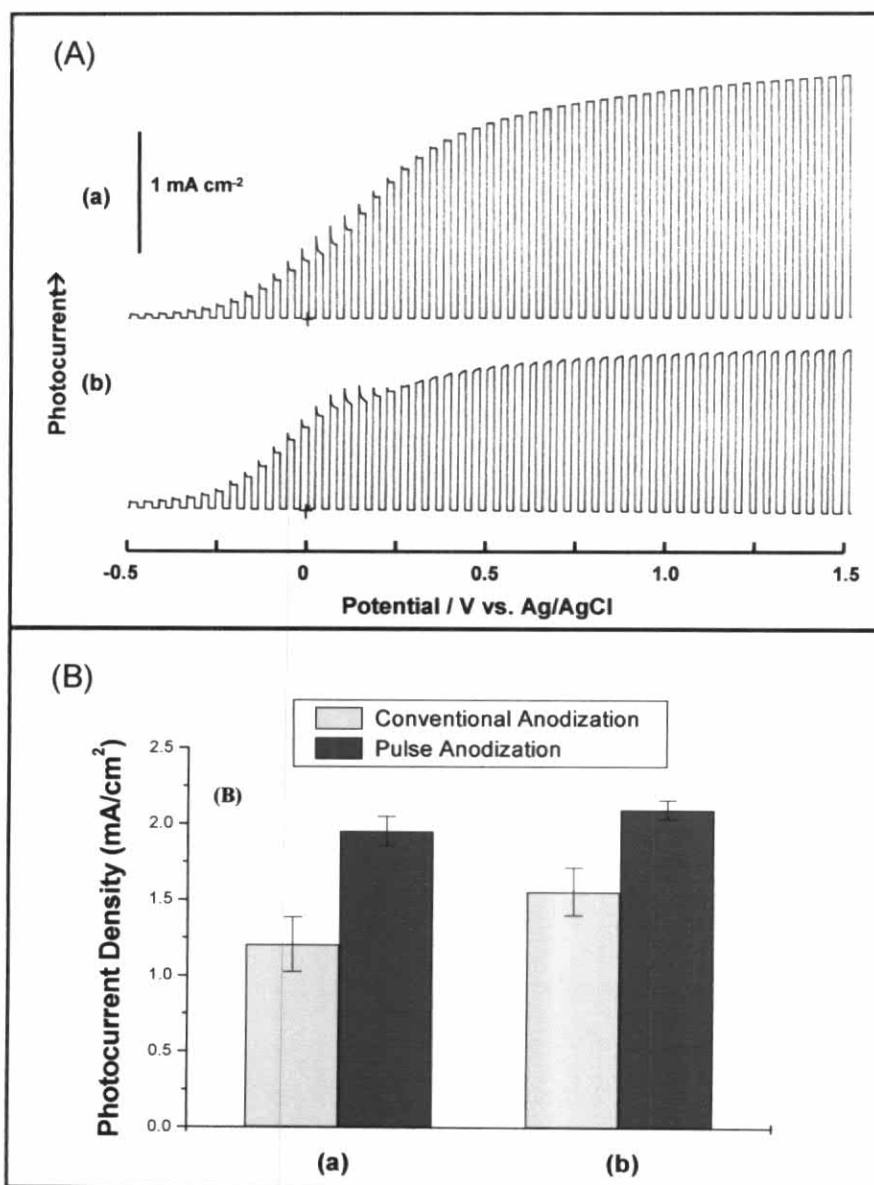 (A)
1 mA cm⁻²
(a)
Photocurrent→
(b)
-0.5 0 0.5 1.0 1.5
Potential / V vs. Ag/AgCl
(B)
Conventional Anodization
Pulse Anodization
Photocurrent Density (mA/cm²)
2.5
(B)
2.0
1.5
1.0
0.5
0.0
(a) (b)